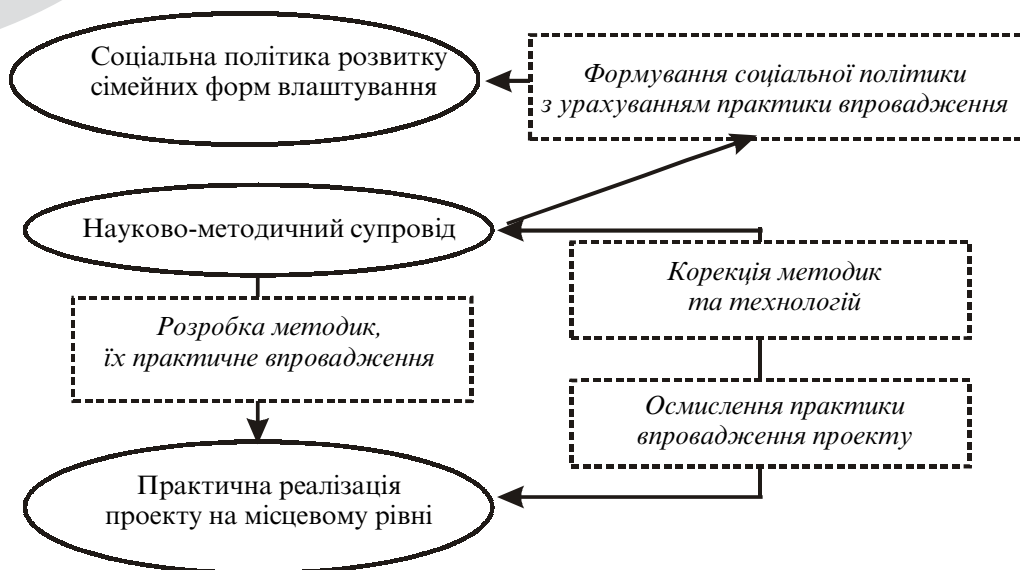 Соціальна політика розвитку
сімейних форм влаштування
Формування соціальної політики
з урахуванням практики впровадження
Науково-методичний супровід
Корекція методик
та технологій
Розробка методик,
їх практичне впровадження
Осмислення практики
впровадження проекту
Практична реалізація
проекту на місцевому рівні